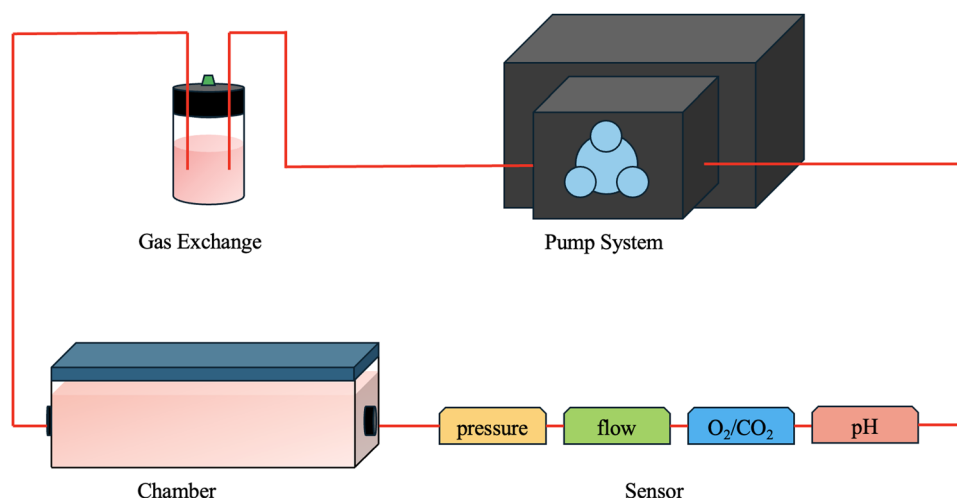 Gas Exchange
Pump System
pressure
flow
O₂/CO₂
pH
Chamber
Sensor